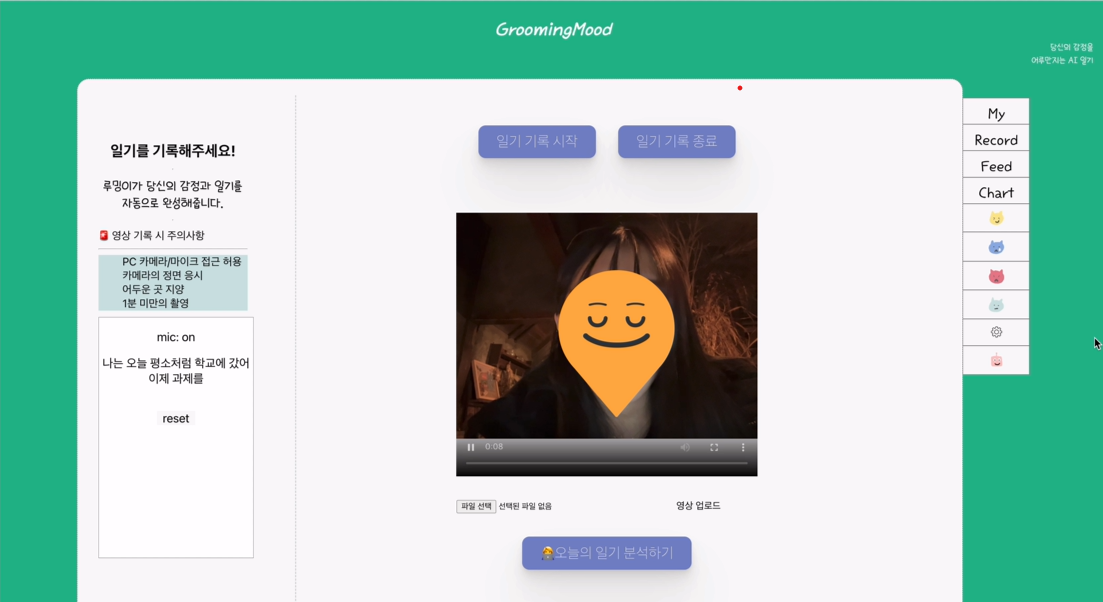 GroomingMood
당신의 감정을
어루만지는 AI 일기
일기를 기록해주세요!
루밍이가 당신의 감정과 일기를
자동으로 완성해줍니다.
영상 기록 시 주의사항
PC 카메라/마이크 접근 허용
카메라의 정면 응시
어두운 곳 지양
1분 미만의 촬영
mic: on
나는 오늘 평소처럼 학교에 갔어
이제 과제를
reset
일기 기록 시작
일기 기록 종료
0:08
파일 선택 선택된 파일 없음
영상 업로드
오늘의 일기 분석하기
My
Record
Feed
Chart